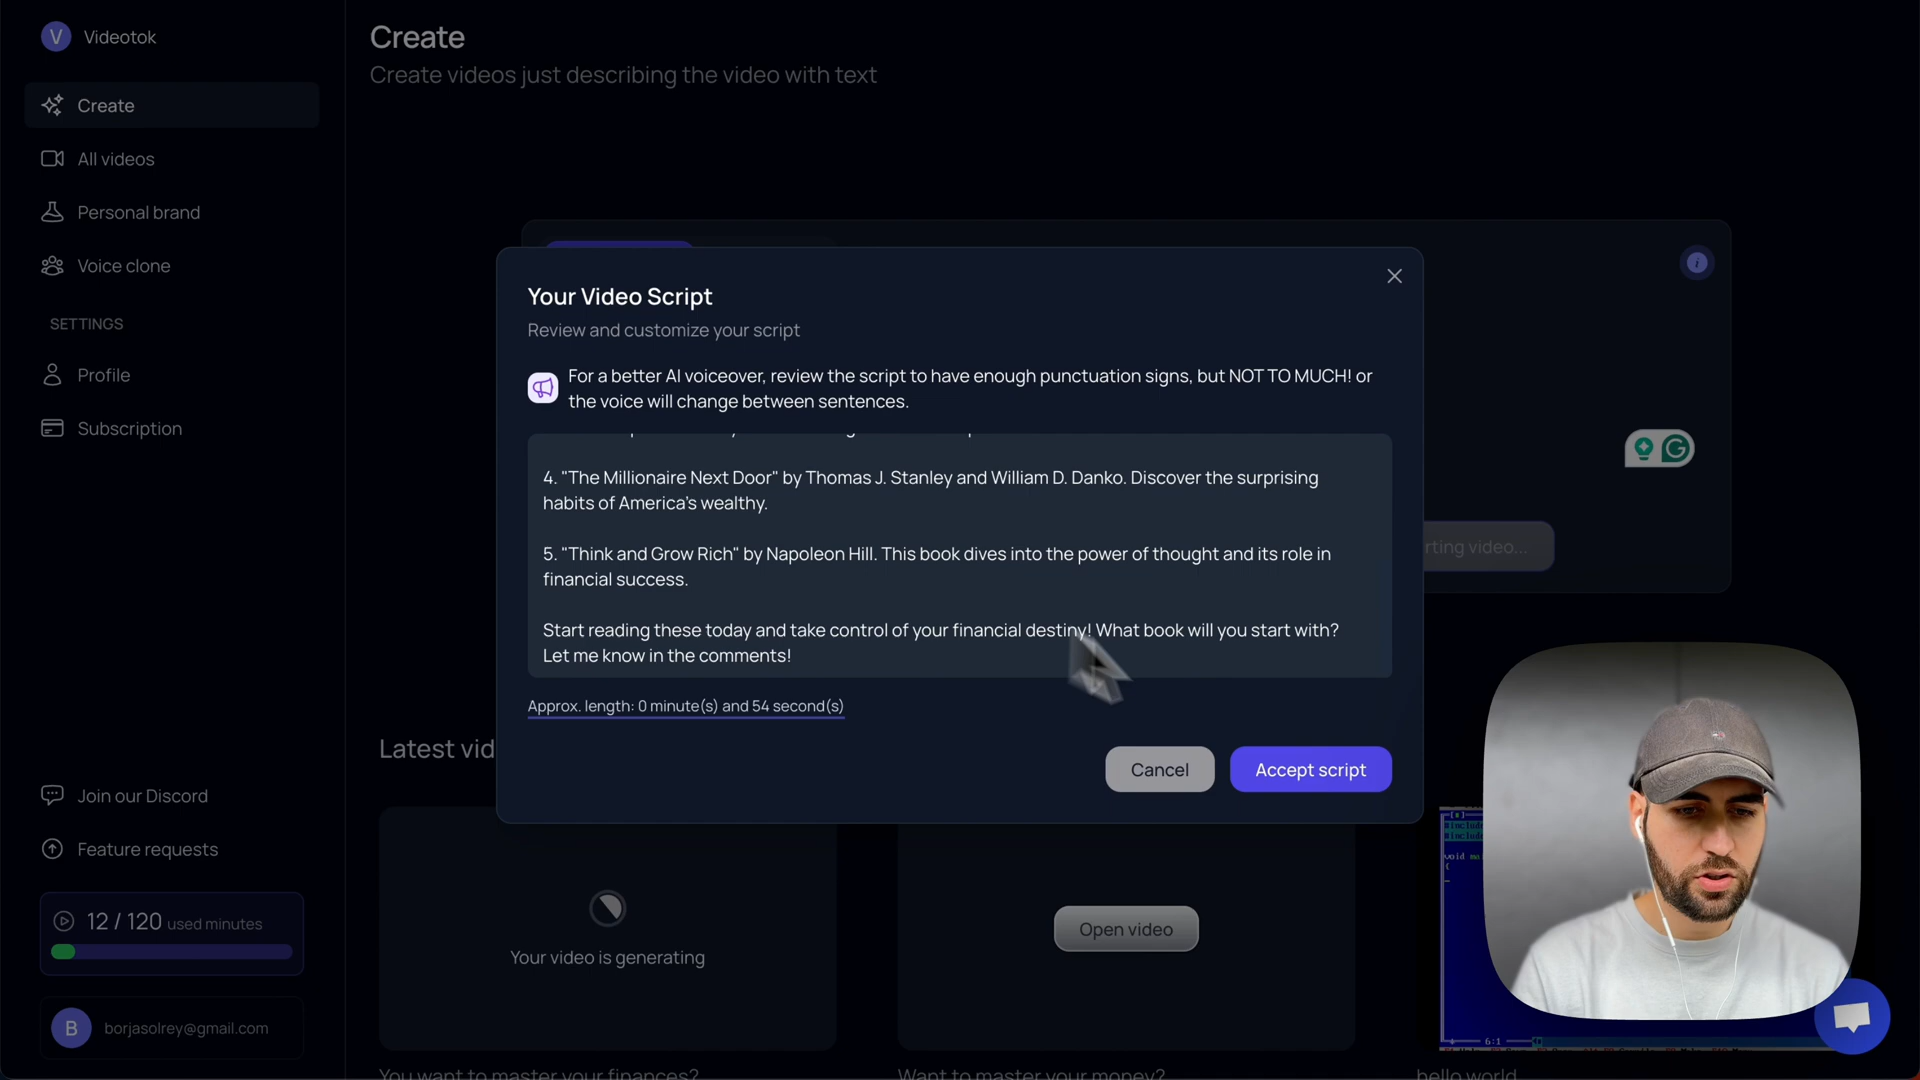 V Videotok
Create
All videos
Personal brand
Voice clone
SETTINGS
Profile
Subscription
Join our Discord
Feature requests
12 / 120 used minutes
B borjasolrey@gmail.com
Create
Create videos just describing the video with text
Your Video Script
Review and customize your script
For a better AI voiceover, review the script to have enough punctuation signs, but NOT TO MUCH! or
the voice will change between sentences.
4. "The Millionaire Next Door" by Thomas J. Stanley and William D. Danko. Discover the surprising
habits of America's wealthy.
5. "Think and Grow Rich" by Napoleon Hill. This book dives into the power of thought and its role in
financial success.
Start reading these today and take control of your financial destiny! What book will you start with?
Let me know in the comments!
Approx. length: 0 minute(s) and 54 second(s)
Cancel
Accept script
rting video...
Latest vid
Your video is generating
Open video
void
6:1
You want to master your finances?
Want to master your money?
hello world